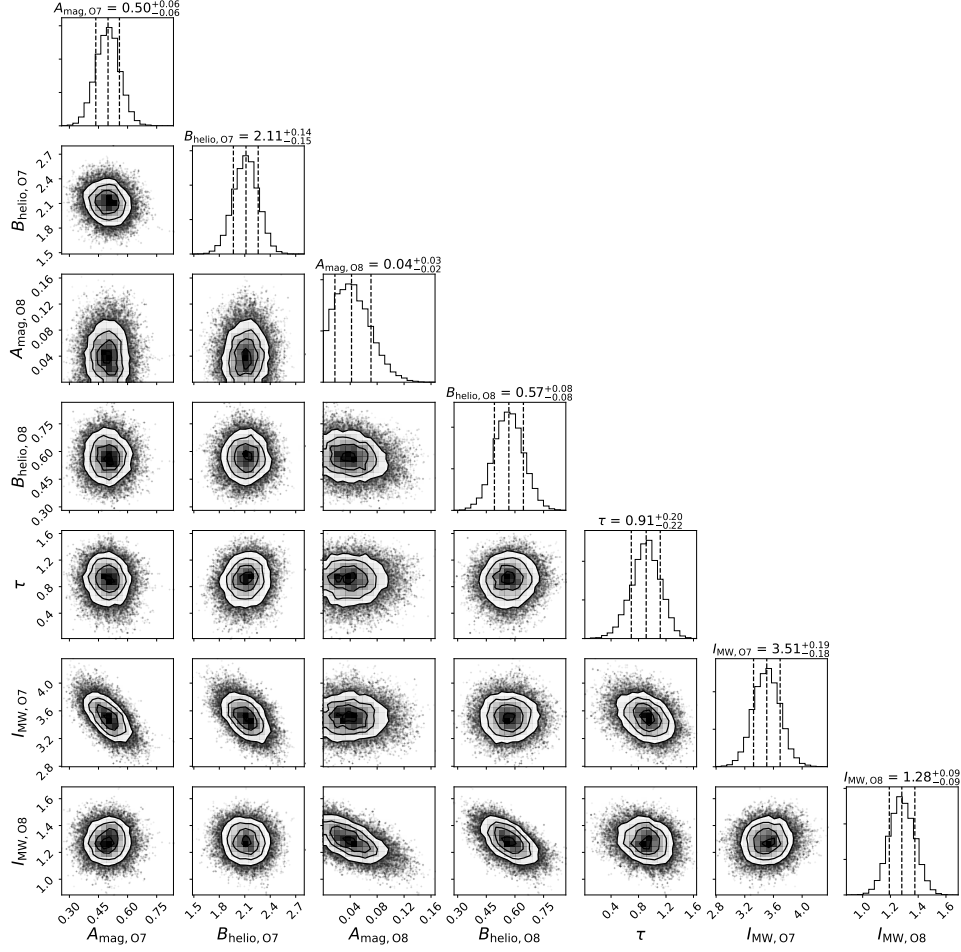 A_mag, O7 = 0.50 +0.06 −0.06
B_helio, O7 = 2.11 +0.14 −0.15
2.7
2.4
2.1
1.8
1.5
B_helio, O7
A_mag, O8 = 0.04 +0.03 −0.02
0.16
0.12
0.08
0.04
A_mag, O8
B_helio, O8 = 0.57 +0.08 −0.08
0.75
0.60
0.45
0.30
B_helio, O8
τ = 0.91 +0.20 −0.22
1.6
1.2
0.8
0.4
τ
I_MW, O7 = 3.51 +0.19 −0.18
4.0
3.6
3.2
2.8
I_MW, O7
I_MW, O8 = 1.28 +0.09 −0.09
1.6
1.4
1.2
1.0
I_MW, O8
0.30 0.45 0.60 0.75 1.5 1.8 2.1 2.4 2.7 0.04 0.08 0.12 0.16 0.30 0.45 0.60 0.75 0.4 0.8 1.2 1.6 2.8 3.2 3.6 4.0 1.0 1.2 1.4 1.6
A_mag, O7 B_helio, O7 A_mag, O8 B_helio, O8 τ I_MW, O7 I_MW, O8